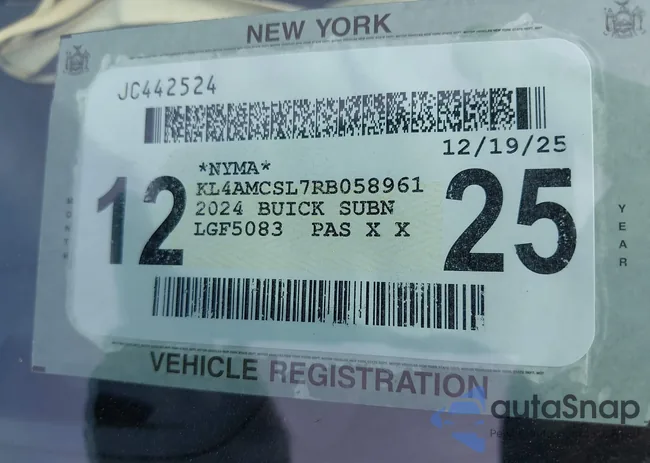 NEW YORK
JC442524
12/19/25
*NYMA*
KL4AMCSL7RB058961
2024 BUICK SUBN
LGF5083 PAS X X
12
25
MONTH
YEAR
VEHICLE REGISTRATION
autaSnap